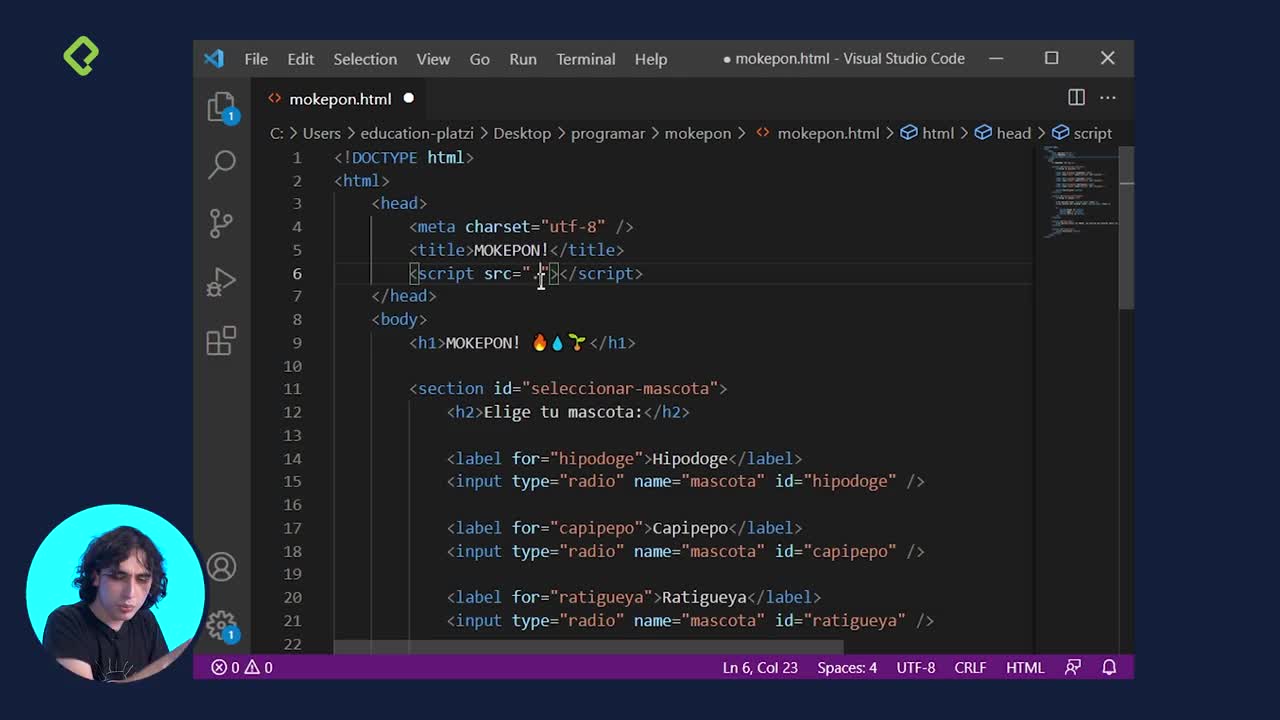 File Edit Selection View Go Run Terminal Help ● mokepon.html - Visual Studio Code
mokepon.html
1
C: > Users > education-platzi > Desktop > programar > mokepon > mokepon.html > html > head > script
1 <!DOCTYPE html>
2 <html>
3 <head>
4 <meta charset="utf-8" />
5 <title>MOKEPON!</title>
6 <script src="."></script>
7 </head>
8 <body>
9 <h1>MOKEPON! 🔥💧🌱</h1>
10
11 <section id="seleccionar-mascota">
12 <h2>Elige tu mascota:</h2>
13
14 <label for="hipodoge">Hipodoge</label>
15 <input type="radio" name="mascota" id="hipodoge" />
16
17 <label for="capipepo">Capipepo</label>
18 <input type="radio" name="mascota" id="capipepo" />
19
20 <label for="ratigueya">Ratigueya</label>
21 <input type="radio" name="mascota" id="ratigueya" />
22
1
0 0 Ln 6, Col 23 Spaces: 4 UTF-8 CRLF HTML